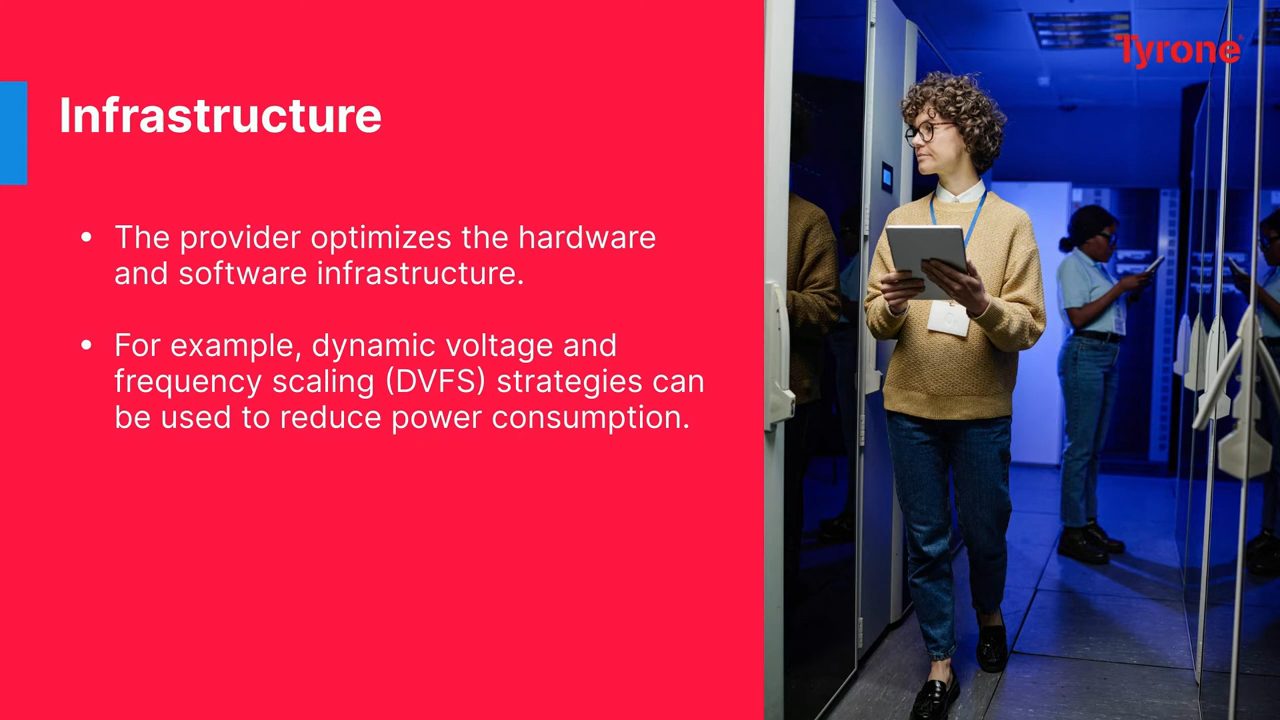 Tyrone
Infrastructure
• The provider optimizes the hardware
and software infrastructure.
• For example, dynamic voltage and
frequency scaling (DVFS) strategies can
be used to reduce power consumption.